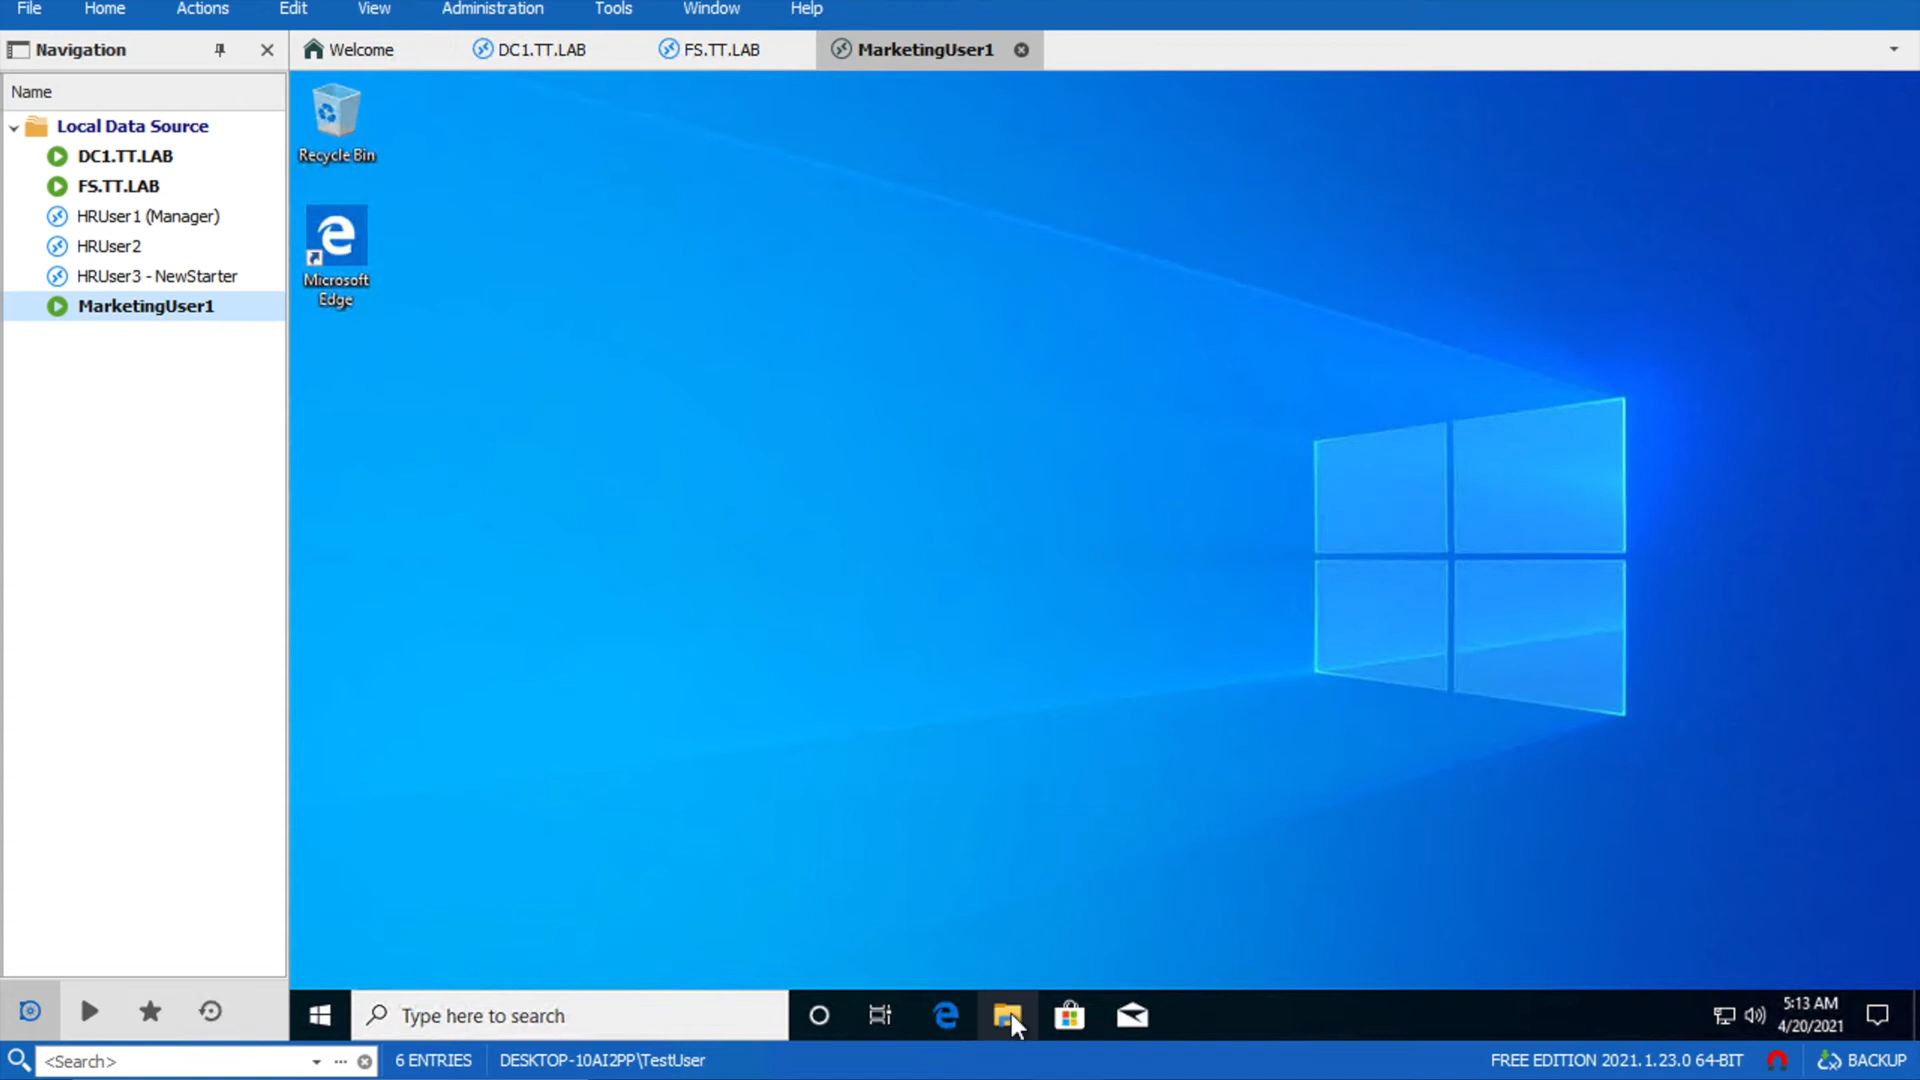 File Home Actions Edit View Administration Tools Window Help
Navigation
Welcome DC1.TT.LAB FS.TT.LAB MarketingUser1
Name
Local Data Source
DC1.TT.LAB
FS.TT.LAB
HRUser1 (Manager)
HRUser2
HRUser3 - NewStarter
MarketingUser1
Recycle Bin
Microsoft
Edge
Type here to search
5:13 AM
4/20/2021
<Search> 6 ENTRIES DESKTOP-10AI2PP\TestUser FREE EDITION 2021.1.23.0 64-BIT BACKUP